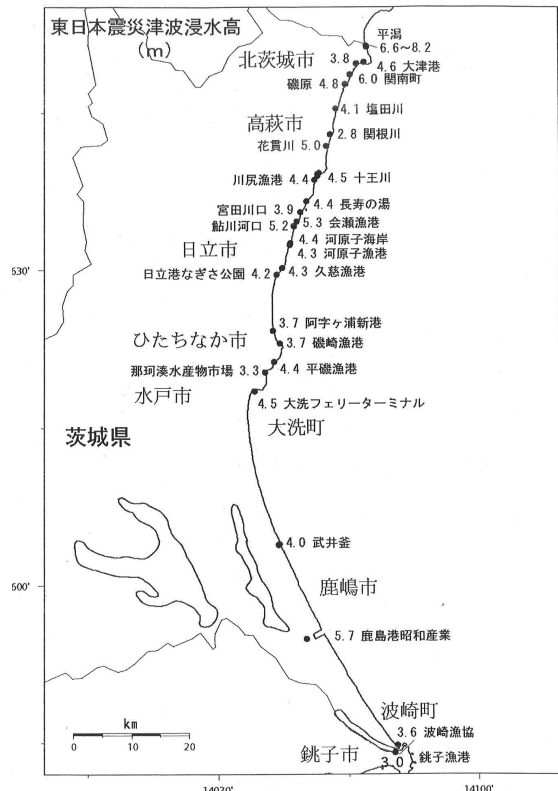 東日本震災津波浸水高
(m)
平潟
6.6～8.2
北茨城市
3.8
4.6 大津港
6.0 関南町
磯原 4.8
4.1 塩田川
高萩市
2.8 関根川
花貫川 5.0
川尻漁港 4.4
4.5 十王川
4.4 長寿の湯
宮田川口 3.9
5.3 会瀬漁港
鮎川河口 5.2
4.4 河原子海岸
4.3 河原子漁港
日立市
530'
日立港なぎさ公園 4.2
4.3 久慈漁港
3.7 阿字ヶ浦新港
ひたちなか市
3.7 磯崎漁港
那珂湊水産物市場 3.3
4.4 平磯漁港
水戸市
4.5 大洗フェリーターミナル
大洗町
茨城県
4.0 武井釜
鹿嶋市
500'
5.7 鹿島港昭和産業
波崎町
km
0 10 20
3.6 波崎漁協
銚子市
3.0 銚子漁港
14030'
14100'